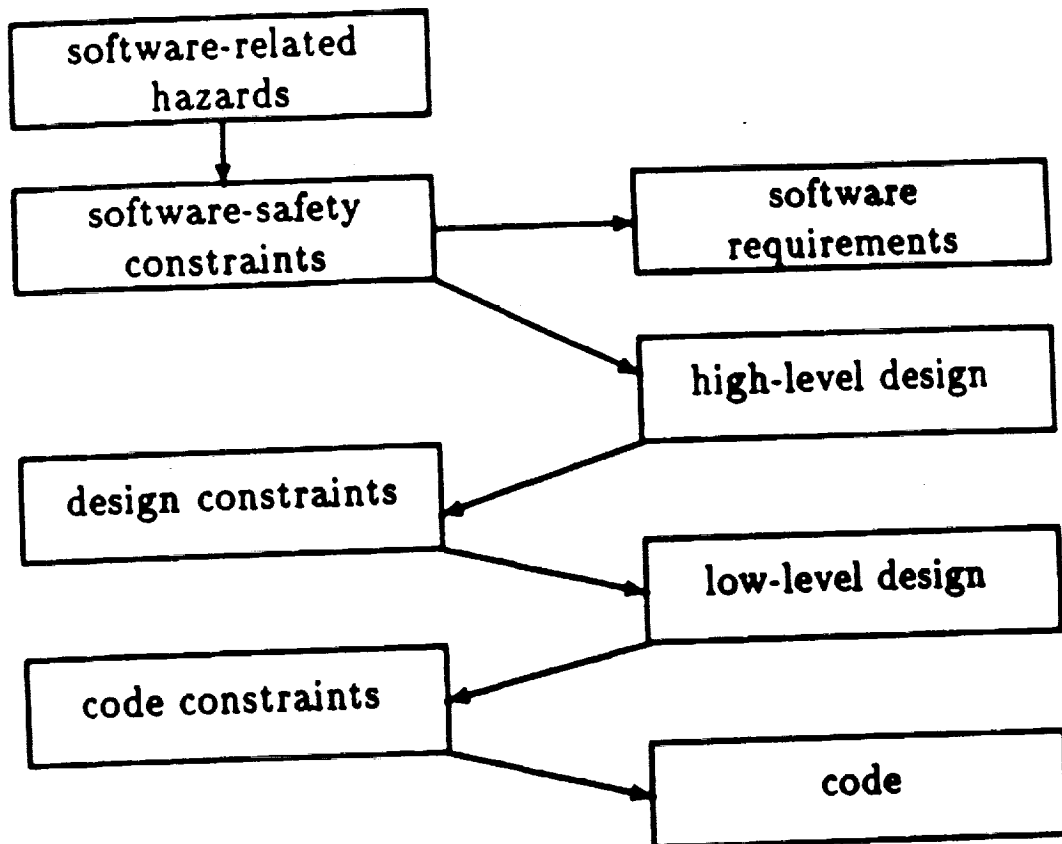 software-related
hazards
software-safety
constraints
software
requirements
high-level design
design constraints
low-level design
code constraints
code